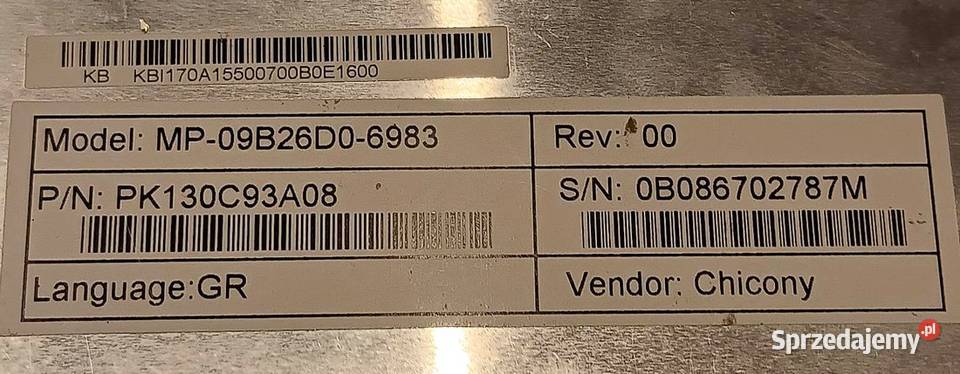 KB KBI170A15500700B0E1600
Model: MP-09B26D0-6983
Rev: 00
P/N: PK130C93A08
S/N: 0B086702787M
Language:GR
Vendor: Chicony
Sprzedajemy.pl